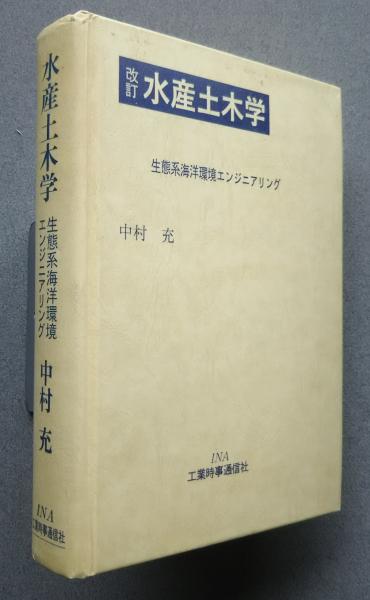 改訂 水産土木学
生態系海洋環境エンジニアリング
中村 充
INA
工業時事通信社
水産土木学
生態系海洋環境
エンジニアリング
中村 充
INA
工業時事通信社